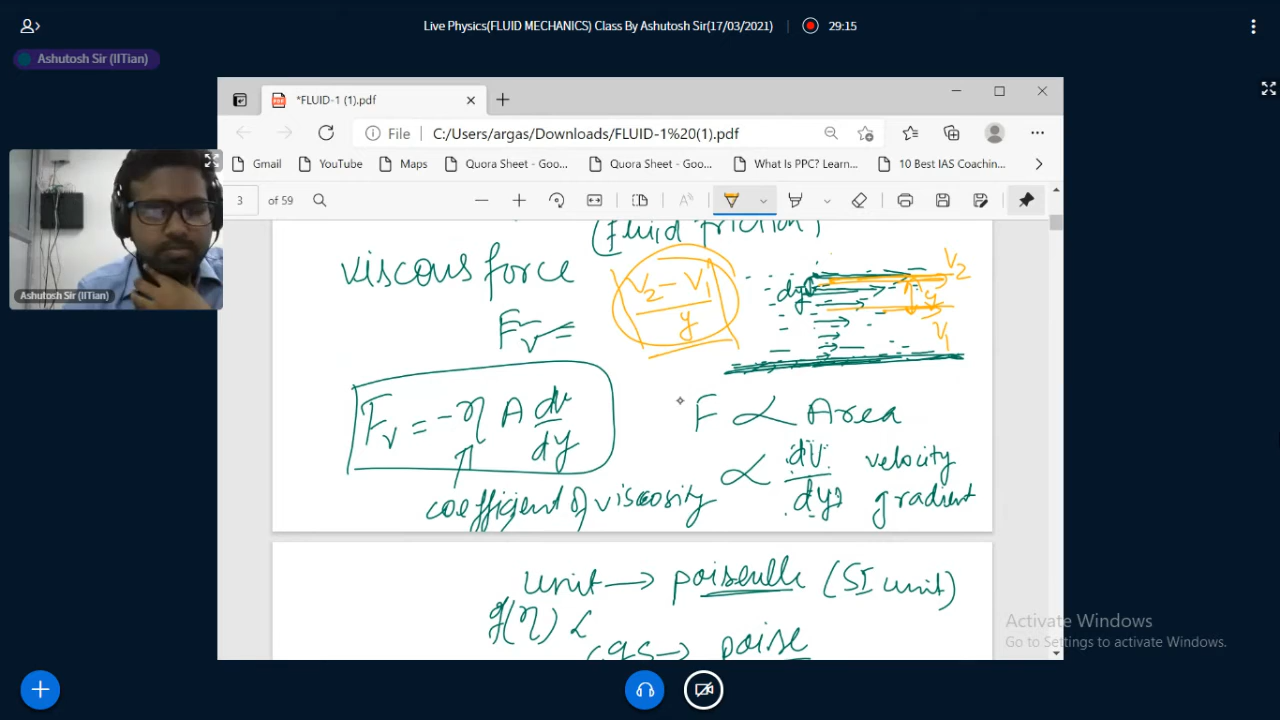 Live Physics(FLUID MECHANICS) Class By Ashutosh Sir(17/03/2021)
29:15
Ashutosh Sir (IITian)
*FLUID-1 (1).pdf
File
C:/Users/argas/Downloads/FLUID-1%20(1).pdf
Gmail
YouTube
Maps
Quora Sheet - Goo...
Quora Sheet - Goo...
What Is PPC? Learn...
10 Best IAS Coachin...
3 of 59
Ashutosh Sir (IITian)
(fluid friction)
viscous force
V2 - V1
y
dy
V2
y
V1
Fv =
Fv = -η A dv/dy
F ∝ Area
∝ dv/dy velocity gradient
coefficient of viscosity
unit → poiseulle (SI unit)
of (η) <
cgs → poise
Activate Windows
Go to Settings to activate Windows.